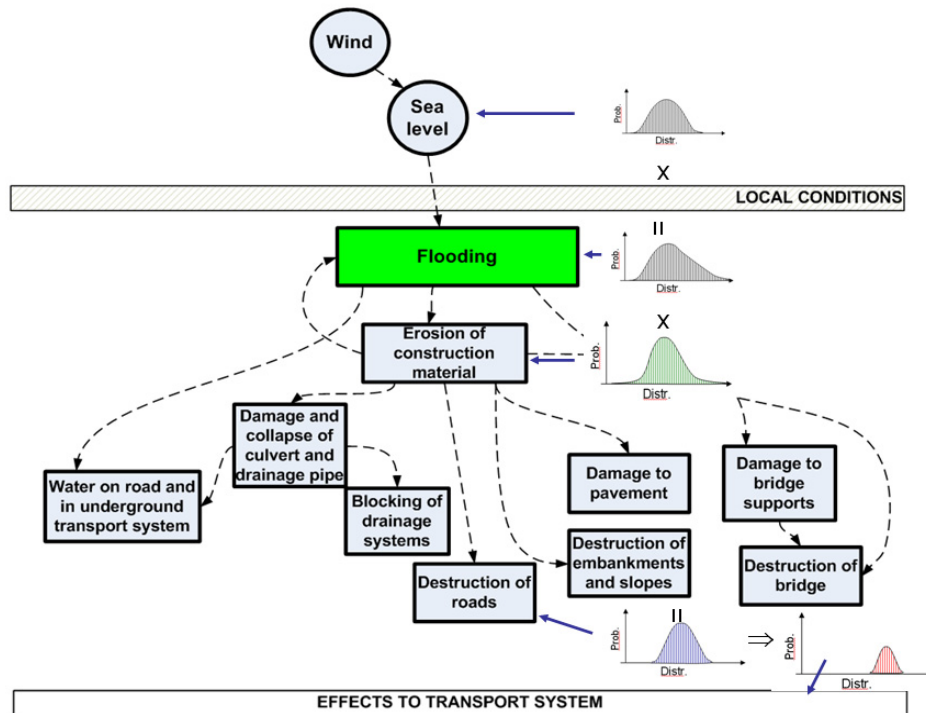 Wind
Sea
level
Prob.
Distr.
X
LOCAL CONDITIONS
II
Flooding
Prob.
Distr.
X
Erosion of
construction
material
Prob.
Distr.
Damage and
collapse of
culvert and
drainage pipe
Water on road and
in underground
transport system
Blocking of
drainage
systems
Damage to
pavement
Damage to
bridge
supports
Destruction of
roads
Destruction of
embankments
and slopes
Destruction of
bridge
II
Prob.
Distr.
⇒
Prob.
Distr.
EFFECTS TO TRANSPORT SYSTEM